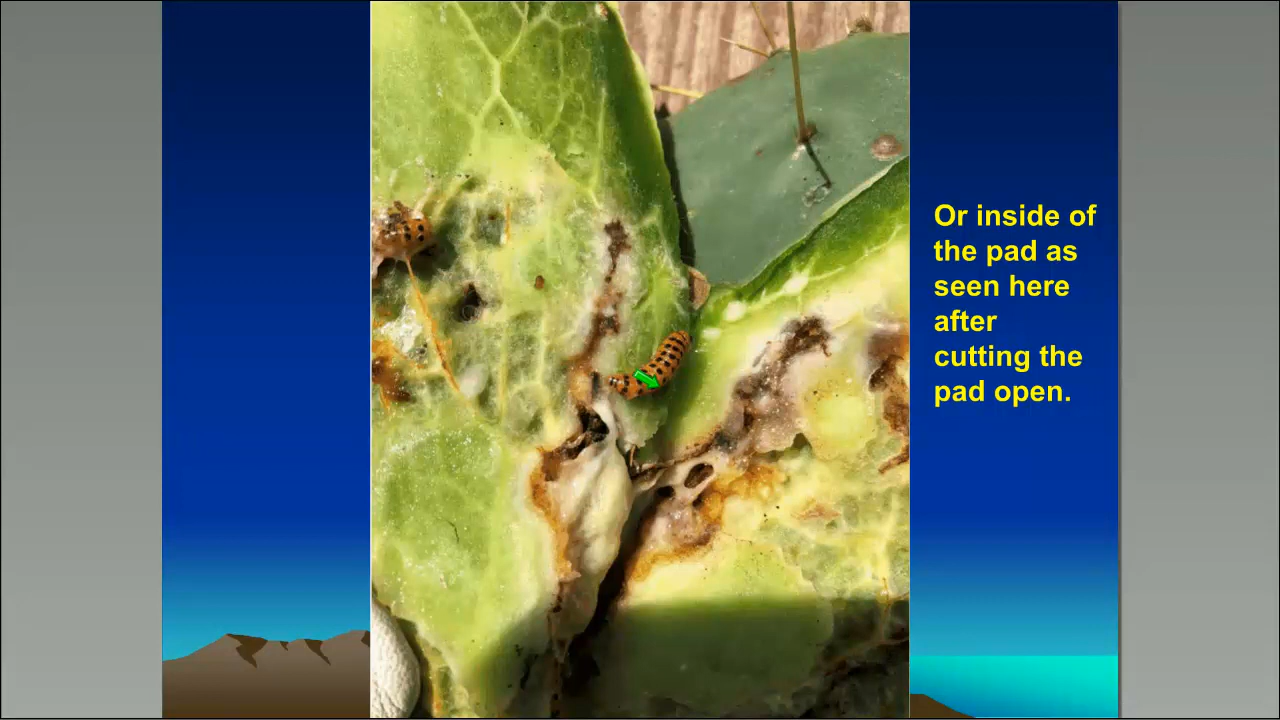 Or inside of
the pad as
seen here
after
cutting the
pad open.